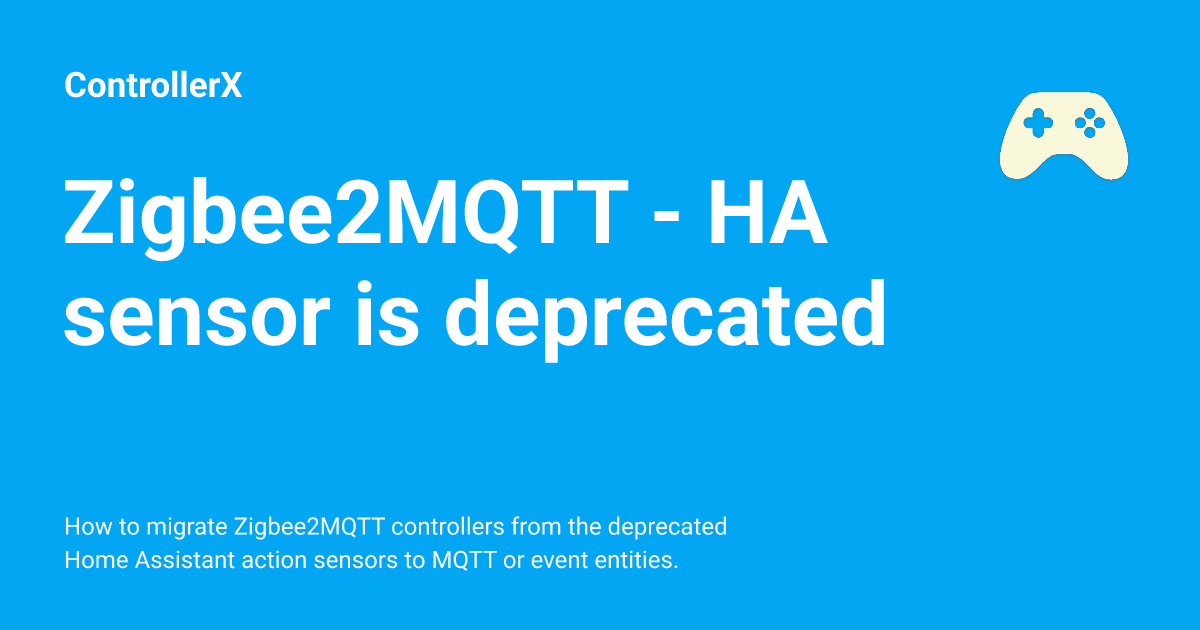 ControllerX
Zigbee2MQTT - HA
sensor is deprecated
How to migrate Zigbee2MQTT controllers from the deprecated
Home Assistant action sensors to MQTT or event entities.